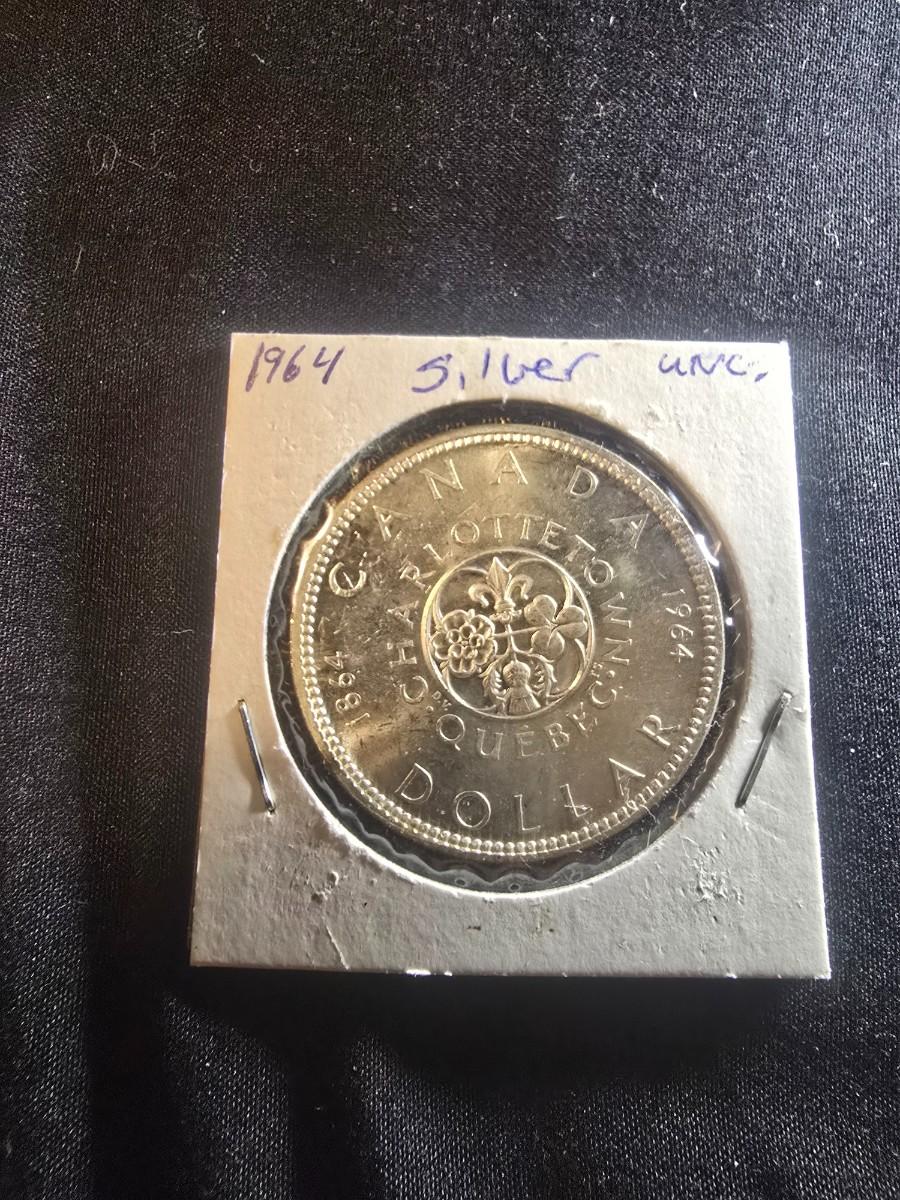 1964 Silver UNC.
CANADA
1864 1964
CHARLOTTETOWN
QUEBEC
DOLLAR